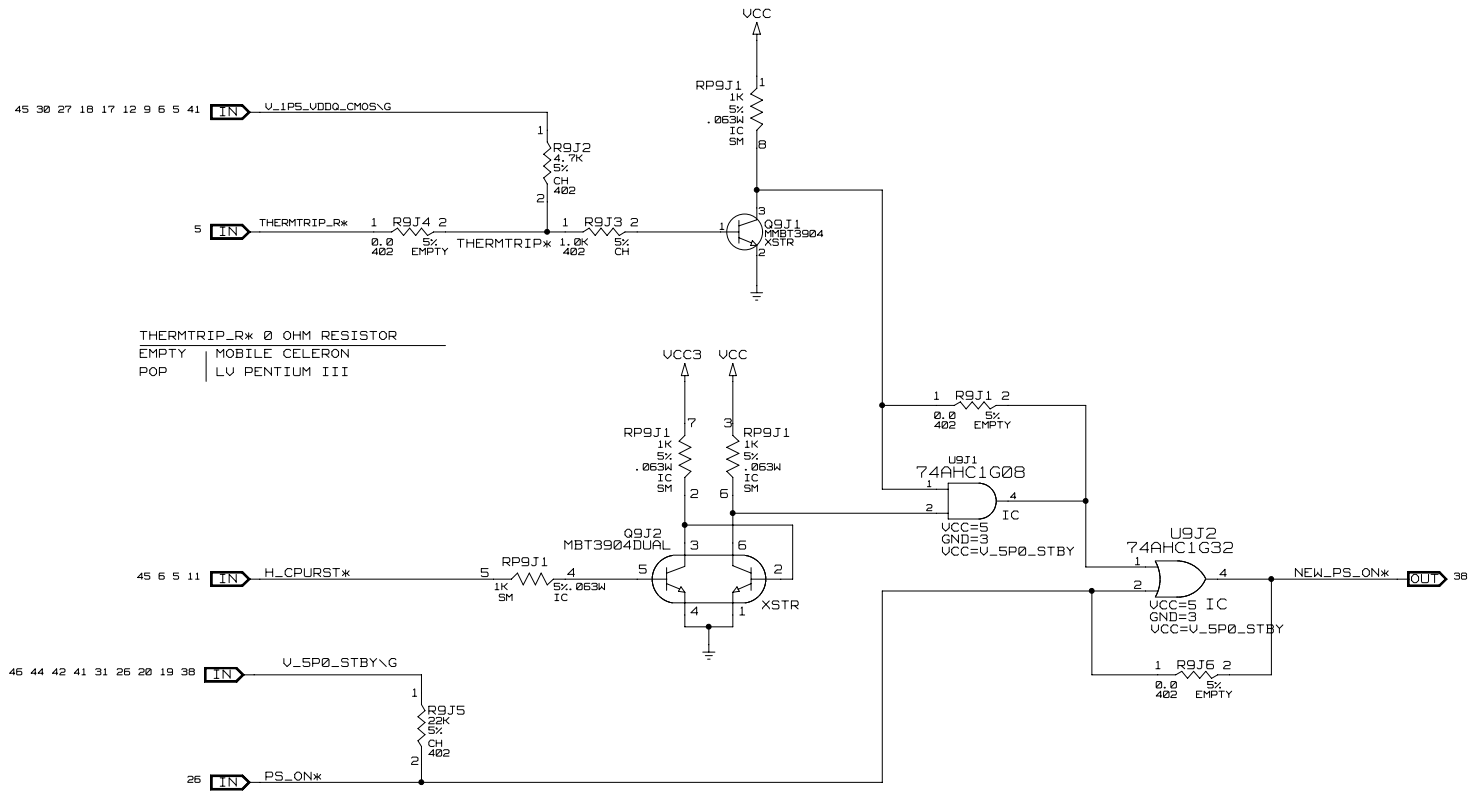 VCC
RP9J1
1
1K
5%
.063W
IC
SM
8
45 30 27 18 17 12 9 6 5 41 IN V_1P5_VDDQ_CMOS\G
1
R9J2
4.7K
5%
CH
402
2
5 IN THERMTRIP_R*
1 R9J4 2
0.0 5%
402 EMPTY
THERMTRIP*
1 R9J3 2
1.0K 5%
402 CH
1
3
Q9J1
MMBT3904
XSTR
2
THERMTRIP_R* 0 OHM RESISTOR
EMPTY MOBILE CELERON
POP LV PENTIUM III
VCC3 VCC
7 3
RP9J1 RP9J1
1K 1K
5% 5%
.063W .063W
IC IC
SM SM
2 6
1 R9J1 2
0.0 5%
402 EMPTY
U9J1
74AHC1G08
1
2
4
IC
VCC=5
GND=3
VCC=V_5P0_STBY
Q9J2
MBT3904DUAL
3 6
5 2
4 1
XSTR
45 6 5 11 IN H_CPURST*
5 RP9J1 4
1K 5% .063W
SM IC
U9J2
74AHC1G32
1
2
4
VCC=5 IC
GND=3
VCC=V_5P0_STBY
NEW_PS_ON* OUT 38
1 R9J6 2
0.0 5%
402 EMPTY
46 44 42 41 31 26 20 19 38 IN V_5P0_STBY\G
1
R9J5
22K
5%
CH
402
2
26 IN PS_ON*